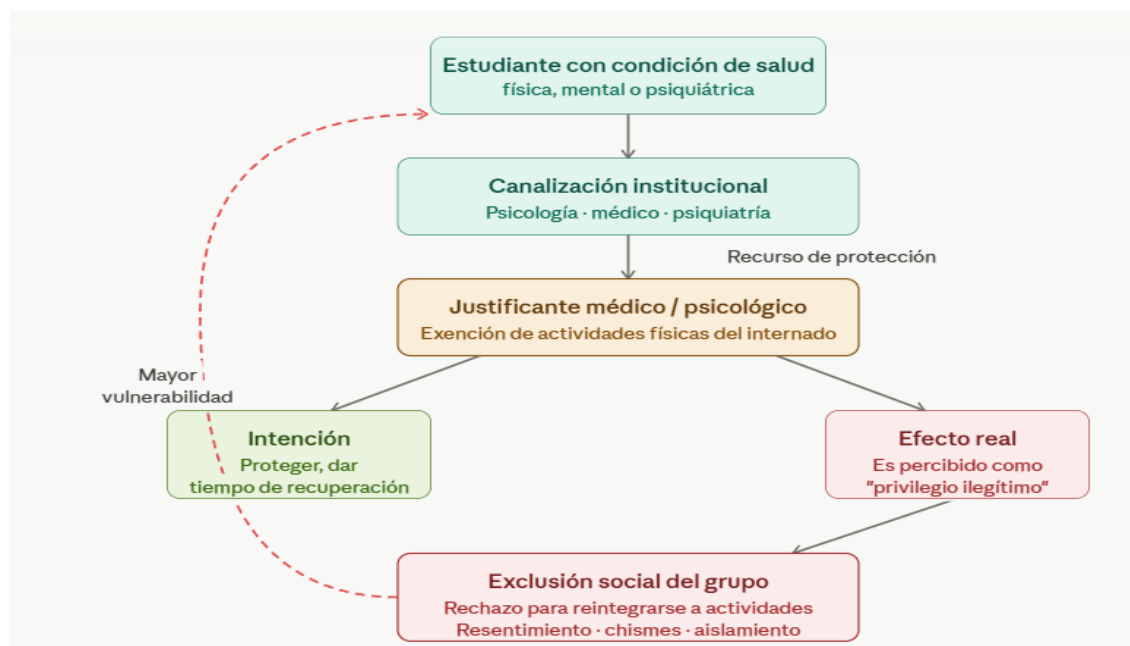 Estudiante con condición de salud
física, mental o psiquiátrica
Canalización institucional
Psicología · médico · psiquiatría
Recurso de protección
Justificante médico / psicológico
Exención de actividades físicas del internado
Mayor
vulnerabilidad
Intención
Proteger, dar
tiempo de recuperación
Efecto real
Es percibido como
"privilegio ilegítimo"
Exclusión social del grupo
Rechazo para reintegrarse a actividades
Resentimiento · chismes · aislamiento